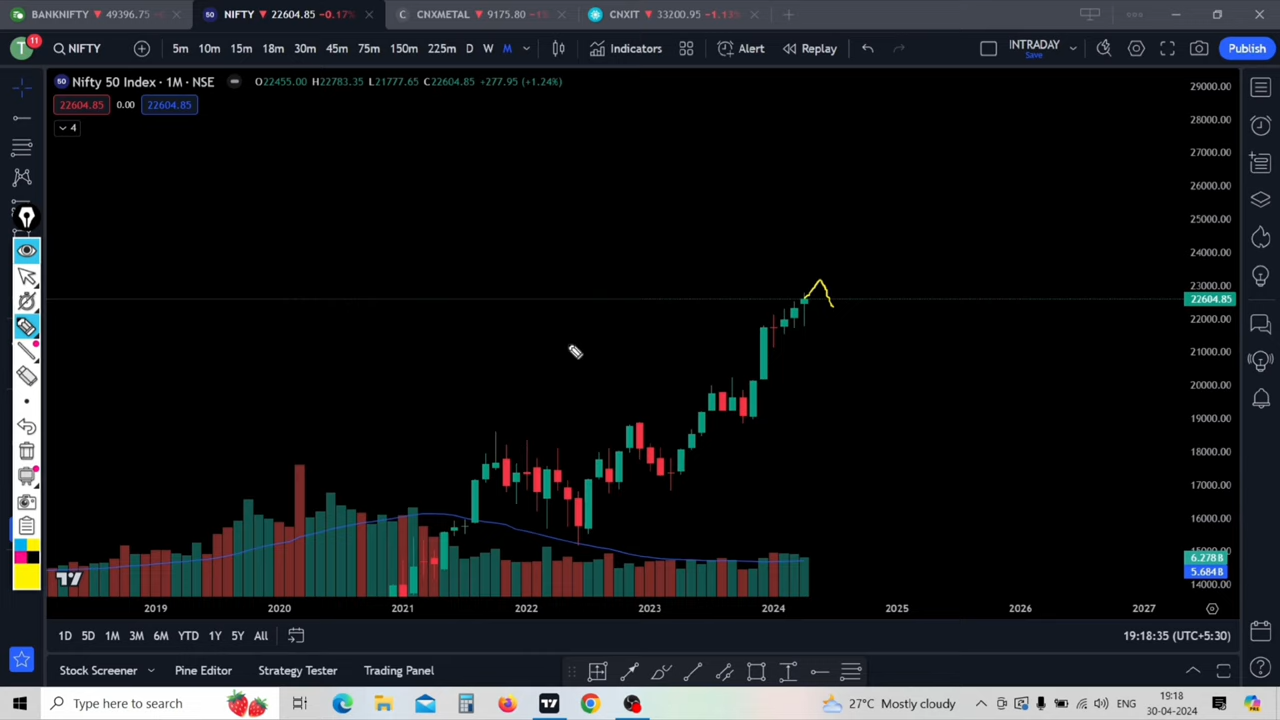 BANKNIFTY ▼ 49396.75
NIFTY ▼ 22604.85 −0.17%
CNXMETAL ▼ 9175.80
CNXIT ▼ 33200.95 −1.13%
T 11 NIFTY 5m 10m 15m 18m 30m 45m 75m 150m 225m D W M Indicators Alert Replay INTRADAY Save Publish
50 Nifty 50 Index · 1M · NSE O22455.00 H22783.35 L21777.65 C22604.85 +277.95 (+1.24%)
22604.85 0.00 22604.85
4
29000.00
28000.00
27000.00
26000.00
25000.00
24000.00
23000.00
22604.85
22000.00
21000.00
20000.00
19000.00
18000.00
17000.00
16000.00
15000.00
6.278B
5.684B
14000.00
2019 2020 2021 2022 2023 2024 2025 2026 2027
1D 5D 1M 3M 6M YTD 1Y 5Y All 19:18:35 (UTC+5:30)
Stock Screener Pine Editor Strategy Tester Trading Panel
Type here to search 27°C Mostly cloudy ENG 19:18
30-04-2024